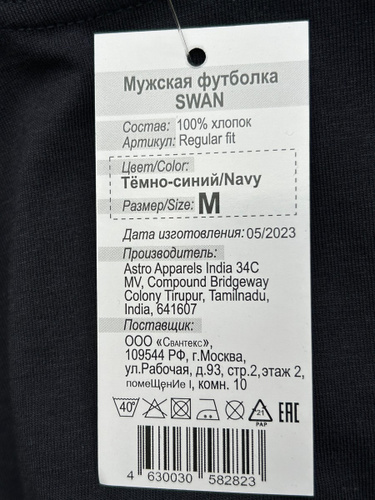 Мужская футболка
SWAN
Состав: 100% хлопок
Артикул: Regular fit
Цвет/Color:
Тёмно-синий/Navy
Размер/Size: M
Дата изготовления: 05/2023
Производитель:
Astro Apparels India 34C
MV, Compound Bridgeway
Colony Tirupur, Tamilnadu,
India, 641607
Поставщик:
ООО «Свантекс»,
109544 РФ, г.Москва,
ул.Рабочая, д.93, стр.2,этаж 2,
помеЩенИе I, комн. 10
40° 21 EAC
PAP
4 630030 582823